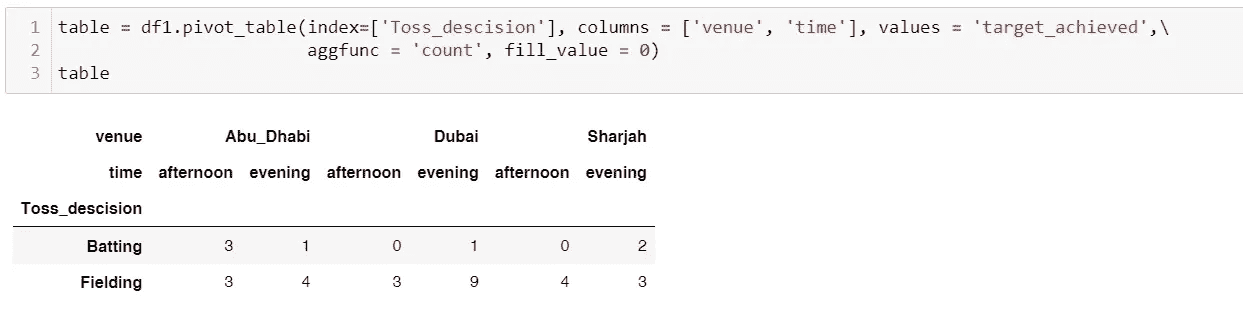 1 table = df1.pivot_table(index=['Toss_descision'], columns = ['venue', 'time'], values = 'target_achieved',\
2 aggfunc = 'count', fill_value = 0)
3 table
venue Abu_Dhabi Dubai Sharjah
time afternoon evening afternoon evening afternoon evening
Toss_descision
Batting 3 1 0 1 0 2
Fielding 3 4 3 9 4 3